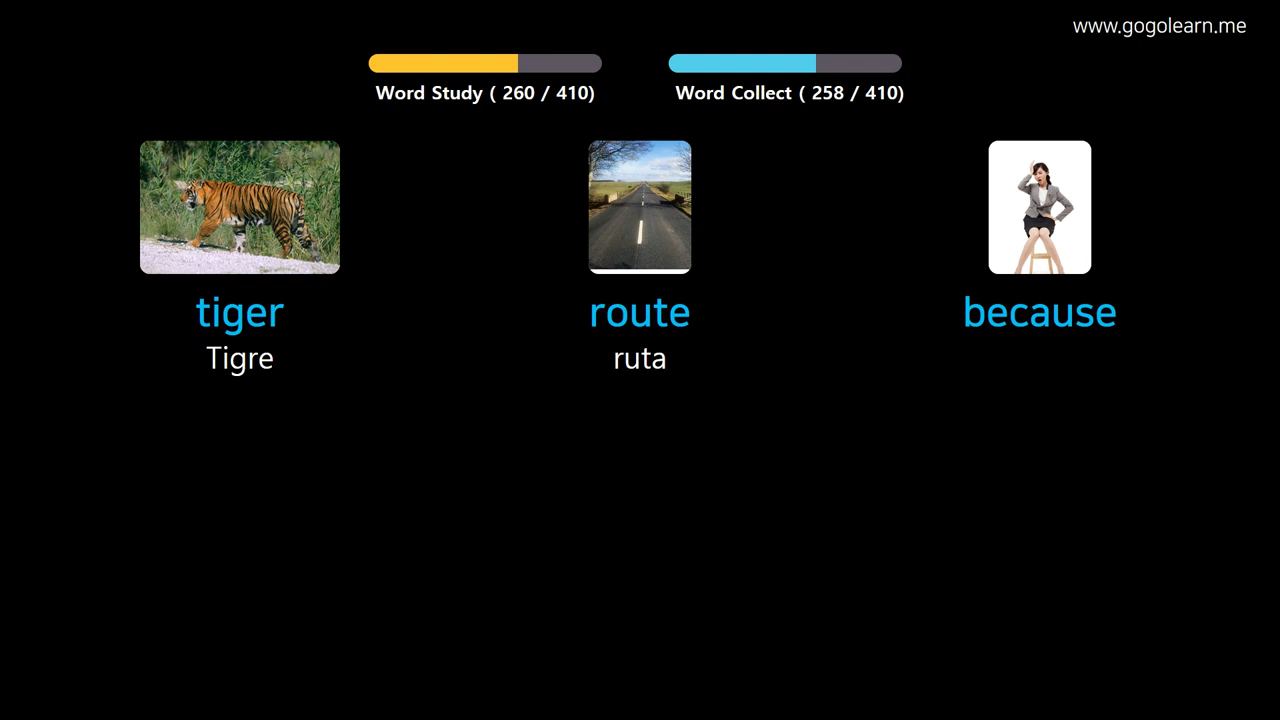 www.gogolearn.me
Word Study ( 260 / 410)
Word Collect ( 258 / 410)
tiger
Tigre
route
ruta
because